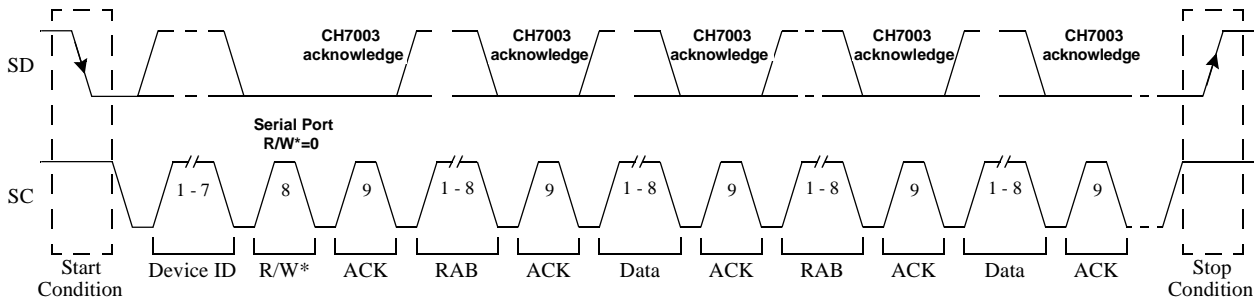 CH7003 CH7003 CH7003 CH7003 CH7003
acknowledge acknowledge acknowledge acknowledge acknowledge
SD
Serial Port
R/W*=0
SC
1 - 7 8 9 1 - 8 9 1 - 8 9 1 - 8 9 1 - 8 9
Start Device ID R/W* ACK RAB ACK Data ACK RAB ACK Data ACK Stop
Condition Condition